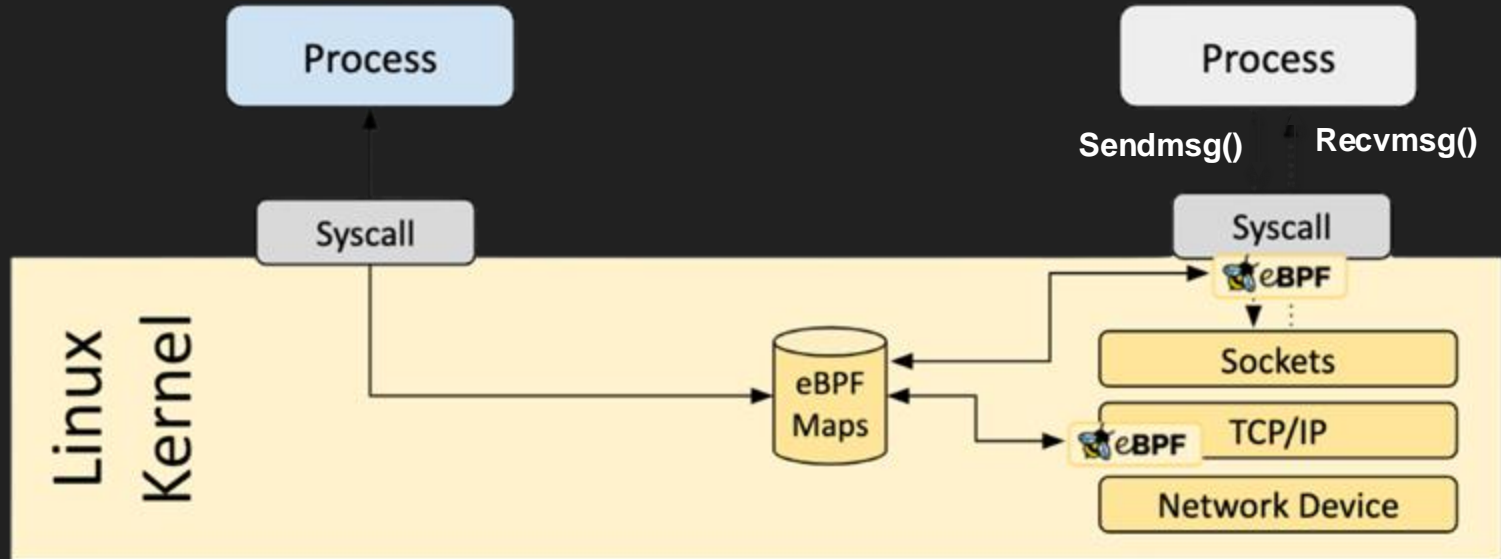 Process
Process
Sendmsg()
Recvmsg()
Syscall
Syscall
eBPF
Linux
Kernel
eBPF
Maps
Sockets
eBPF
TCP/IP
Network Device